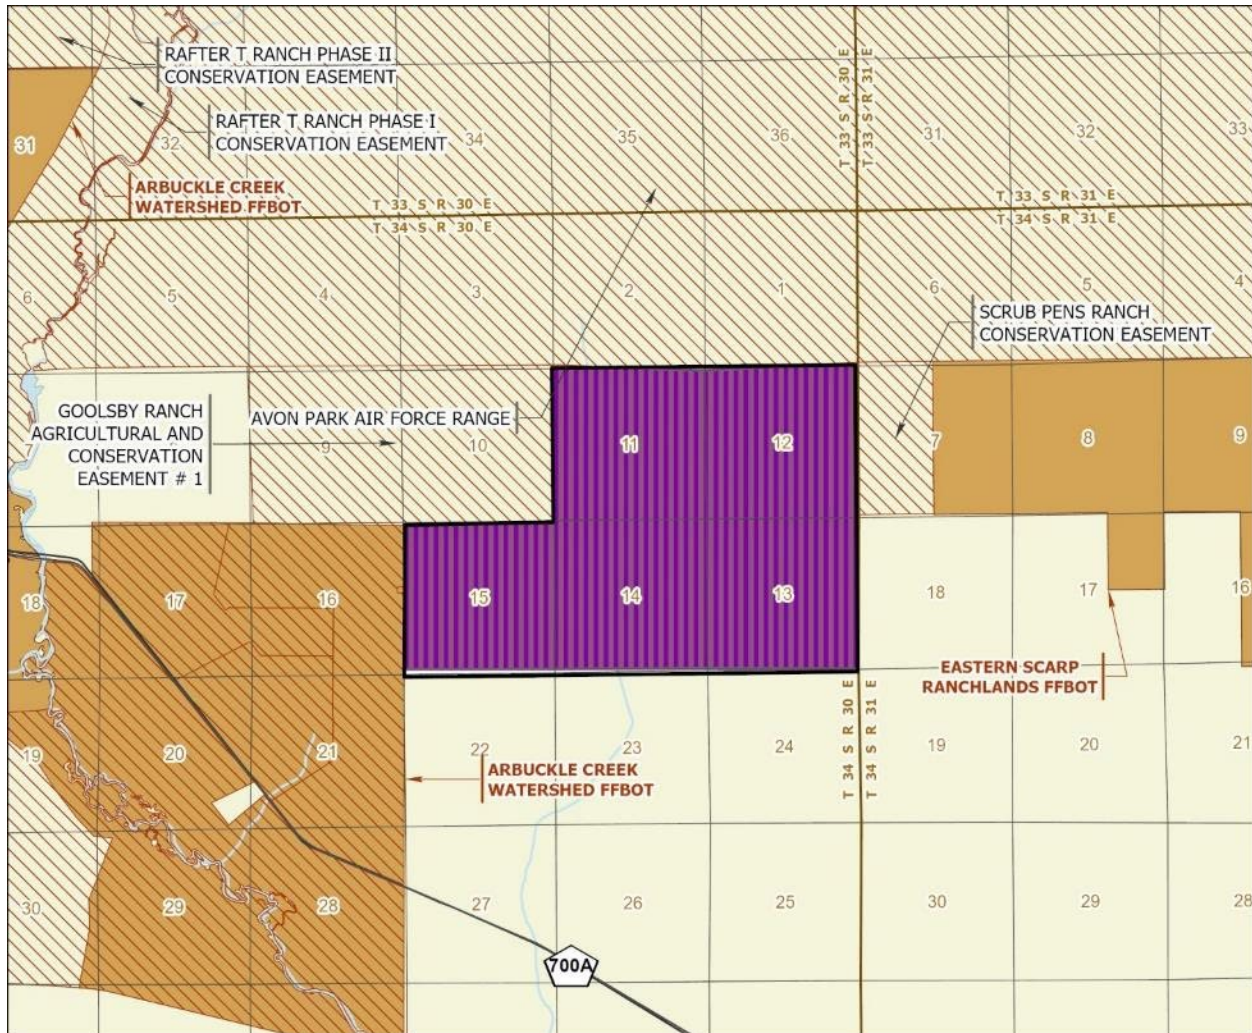 RAFTER T RANCH PHASE II
CONSERVATION EASEMENT
RAFTER T RANCH PHASE I
CONSERVATION EASEMENT
31
32
34
35
36
31
32
33
ARBUCKLE CREEK
WATERSHED FFBOT
T 33 S R 30 E
T 33 S R 31 E
T 33 S R 30 E
T 34 S R 30 E
T 33 S R 31 E
T 34 S R 31 E
6
5
4
3
2
1
6
5
4
SCRUB PENS RANCH
CONSERVATION EASEMENT
GOOLSBY RANCH
AGRICULTURAL AND
CONSERVATION
EASEMENT # 1
AVON PARK AIR FORCE RANGE
7
9
10
11
12
7
8
9
18
17
16
15
14
13
18
17
16
EASTERN SCARP
RANCHLANDS FFBOT
T 34 S R 30 E
T 34 S R 31 E
19
20
21
22
23
24
19
20
21
ARBUCKLE CREEK
WATERSHED FFBOT
30
29
28
27
26
25
30
29
28
700A